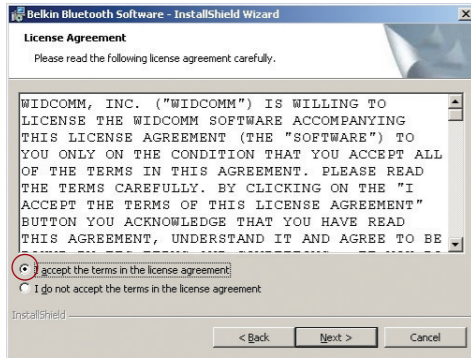 Belkin Bluetooth Software - InstallShield Wizard
License Agreement
Please read the following license agreement carefully.
WIDCOMM, INC. ("WIDCOMM") IS WILLING TO
LICENSE THE WIDCOMM SOFTWARE ACCOMPANYING
THIS LICENSE AGREEMENT (THE "SOFTWARE") TO
YOU ONLY ON THE CONDITION THAT YOU ACCEPT ALL
OF THE TERMS IN THIS AGREEMENT. PLEASE READ
THE TERMS CAREFULLY. BY CLICKING ON THE "I
ACCEPT THE TERMS OF THIS LICENSE AGREEMENT"
BUTTON YOU ACKNOWLEDGE THAT YOU HAVE READ
THIS AGREEMENT, UNDERSTAND IT AND AGREE TO BE
I accept the terms in the license agreement
I do not accept the terms in the license agreement
InstallShield
< Back Next > Cancel